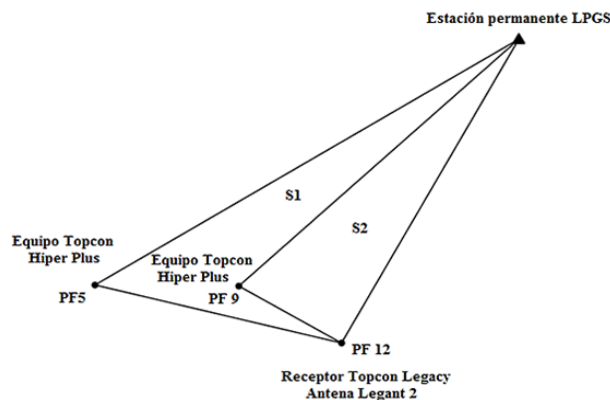 Estación permanente LPGS
S1
S2
Equipo Topcon
Hiper Plus
PF5
Equipo Topcon
Hiper Plus
PF 9
PF 12
Receptor Topcon Legacy
Antena Legant 2